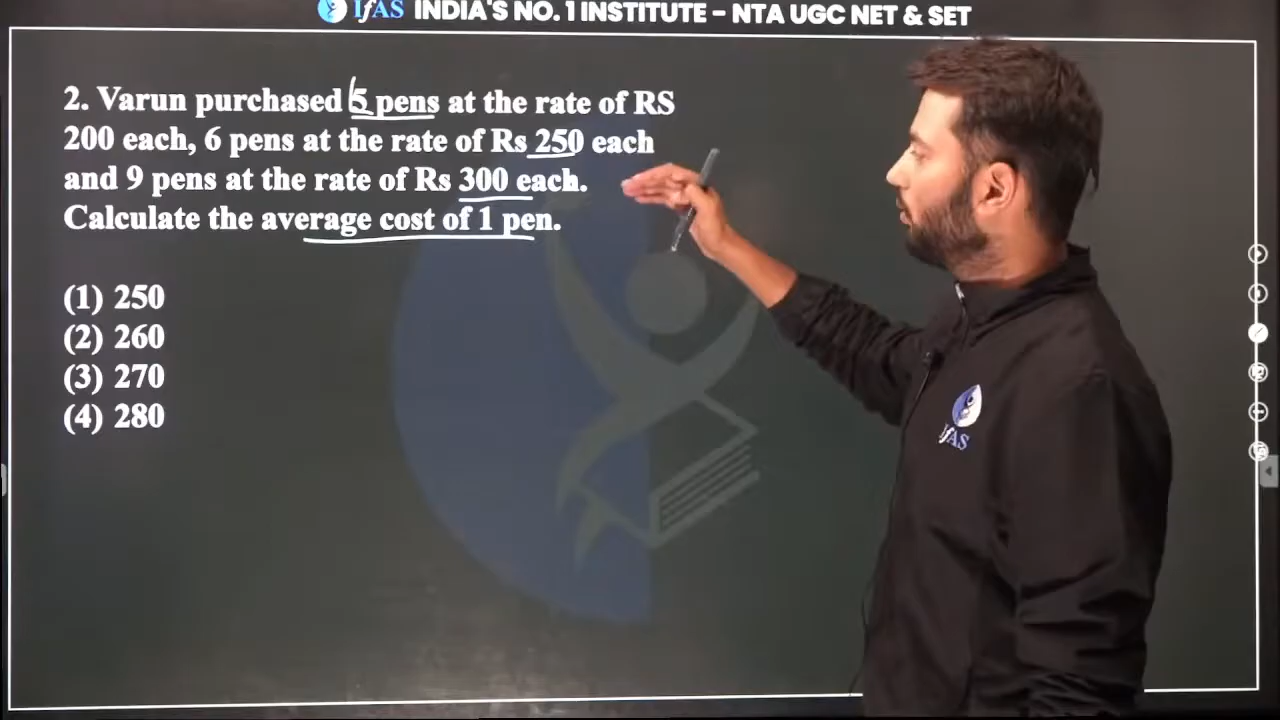 IfAS INDIA'S NO. 1 INSTITUTE - NTA UGC NET & SET
2. Varun purchased 5 pens at the rate of RS
200 each, 6 pens at the rate of Rs 250 each
and 9 pens at the rate of Rs 300 each.
Calculate the average cost of 1 pen.
(1) 250
(2) 260
(3) 270
(4) 280
IfAS